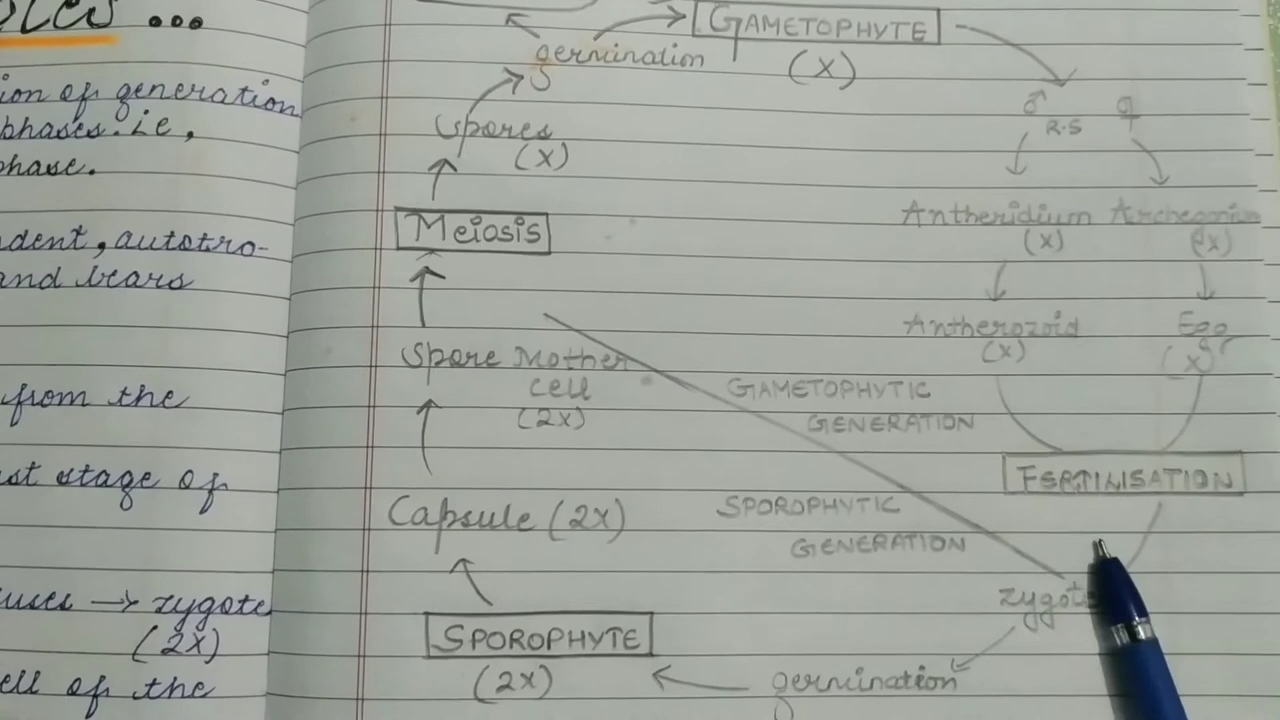 ...
ion of generation
phases. i.e,
phase.
dent, autotro-
and bears
from the
st stage of
uses → zygote
(2x)
ell of the
GAMETOPHYTE
(x)
germination
♂ ♀
R.S
Spores
(x)
Meiosis
Antheridium Archegonium
(x) (x)
Antherozoid Egg
(x) (x)
Spore Mother
cell
(2x)
GAMETOPHYTIC
GENERATION
FERTILISATION
Capsule (2x)
SPOROPHYTIC
GENERATION
SPOROPHYTE
(2x)
germination